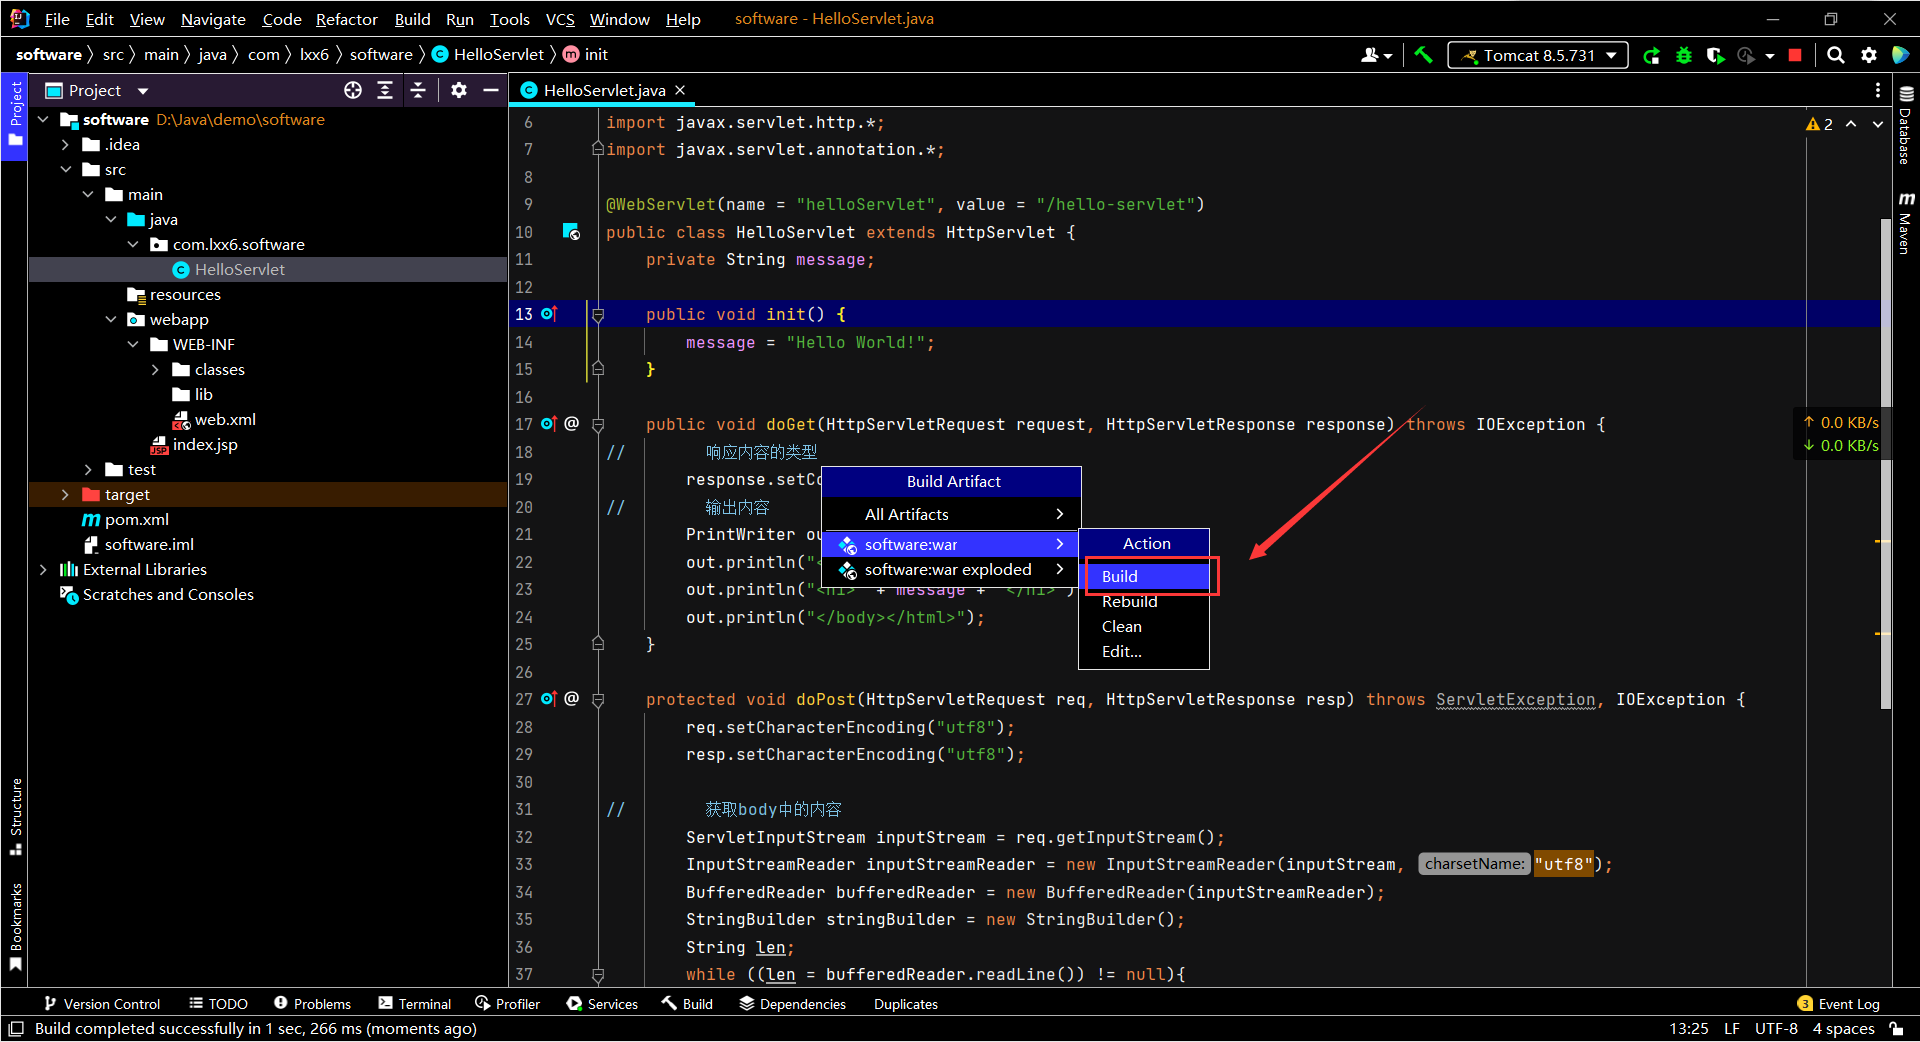 File Edit View Navigate Code Refactor Build Run Tools VCS Window Help software - HelloServlet.java
software 〉 src 〉 main 〉 java 〉 com 〉 lxx6 〉 software 〉 C HelloServlet 〉 m init
Tomcat 8.5.731
Project
Project
software D:\Java\demo\software
.idea
src
main
java
com.lxx6.software
C HelloServlet
resources
webapp
WEB-INF
classes
lib
web.xml
JSP index.jsp
test
target
m pom.xml
software.iml
External Libraries
Scratches and Consoles
Structure
Bookmarks
C HelloServlet.java
2
6 import javax.servlet.http.*;
7 import javax.servlet.annotation.*;
8
9 @WebServlet(name = "helloServlet", value = "/hello-servlet")
10 public class HelloServlet extends HttpServlet {
11 private String message;
12
13 public void init() {
14 message = "Hello World!";
15 }
16
17 @ public void doGet(HttpServletRequest request, HttpServletResponse response) throws IOException {
18 // 响应内容的类型
19 response.setCo
20 // 输出内容
21 PrintWriter ou
22 out.println("<
23 out.println("<h1>" + message + "</h1>")
24 out.println("</body></html>");
25 }
26
27 @ protected void doPost(HttpServletRequest req, HttpServletResponse resp) throws ServletException, IOException {
28 req.setCharacterEncoding("utf8");
29 resp.setCharacterEncoding("utf8");
30
31 // 获取body中的内容
32 ServletInputStream inputStream = req.getInputStream();
33 InputStreamReader inputStreamReader = new InputStreamReader(inputStream, charsetName: "utf8");
34 BufferedReader bufferedReader = new BufferedReader(inputStreamReader);
35 StringBuilder stringBuilder = new StringBuilder();
36 String len;
37 while ((len = bufferedReader.readLine()) != null){
Build Artifact
All Artifacts
software:war
software:war exploded
Action
Build
Rebuild
Clean
Edit...
↑ 0.0 KB/s
↓ 0.0 KB/s
Database
m Maven
Version Control TODO Problems Terminal Profiler Services Build Dependencies Duplicates 3 Event Log
Build completed successfully in 1 sec, 266 ms (moments ago) 13:25 LF UTF-8 4 spaces